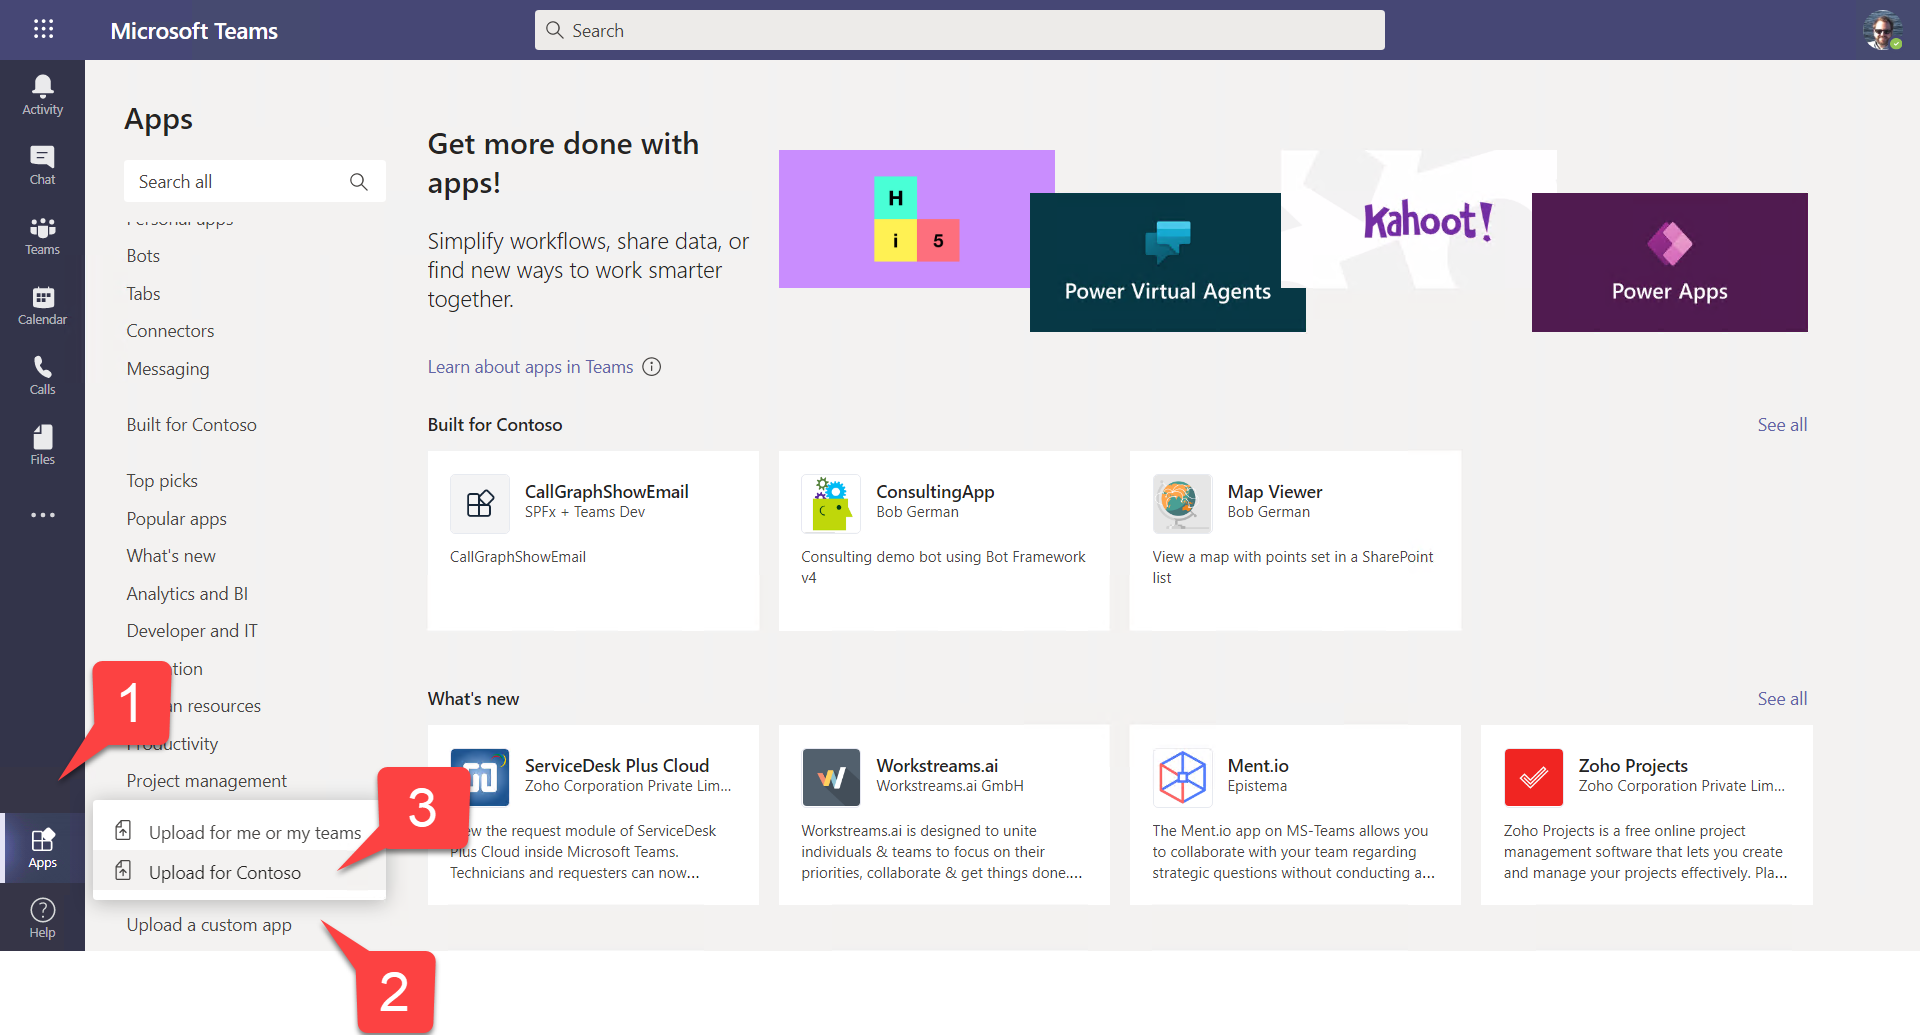 Microsoft Teams
Search
Activity
Chat
Teams
Calendar
Calls
Files
Apps
Help
Apps
Search all
Personal apps
Bots
Tabs
Connectors
Messaging
Built for Contoso
Top picks
Popular apps
What's new
Analytics and BI
Developer and IT
tion
n resources
Productivity
Project management
Upload for me or my teams
Upload for Contoso
Upload a custom app
1
2
3
Get more done with
apps!
Simplify workflows, share data, or
find new ways to work smarter
together.
Learn about apps in Teams
H
i 5
Power Virtual Agents
Kahoot!
Power Apps
Built for Contoso
See all
CallGraphShowEmail
SPFx + Teams Dev
CallGraphShowEmail
ConsultingApp
Bob German
Consulting demo bot using Bot Framework
v4
Map Viewer
Bob German
View a map with points set in a SharePoint
list
What's new
See all
ServiceDesk Plus Cloud
Zoho Corporation Private Lim...
ew the request module of ServiceDesk
Plus Cloud inside Microsoft Teams.
Technicians and requesters can now...
Workstreams.ai
Workstreams.ai GmbH
Workstreams.ai is designed to unite
individuals & teams to focus on their
priorities, collaborate & get things done....
Ment.io
Epistema
The Ment.io app on MS-Teams allows you
to collaborate with your team regarding
strategic questions without conducting a...
Zoho Projects
Zoho Corporation Private Lim...
Zoho Projects is a free online project
management software that lets you create
and manage your projects effectively. Pla...